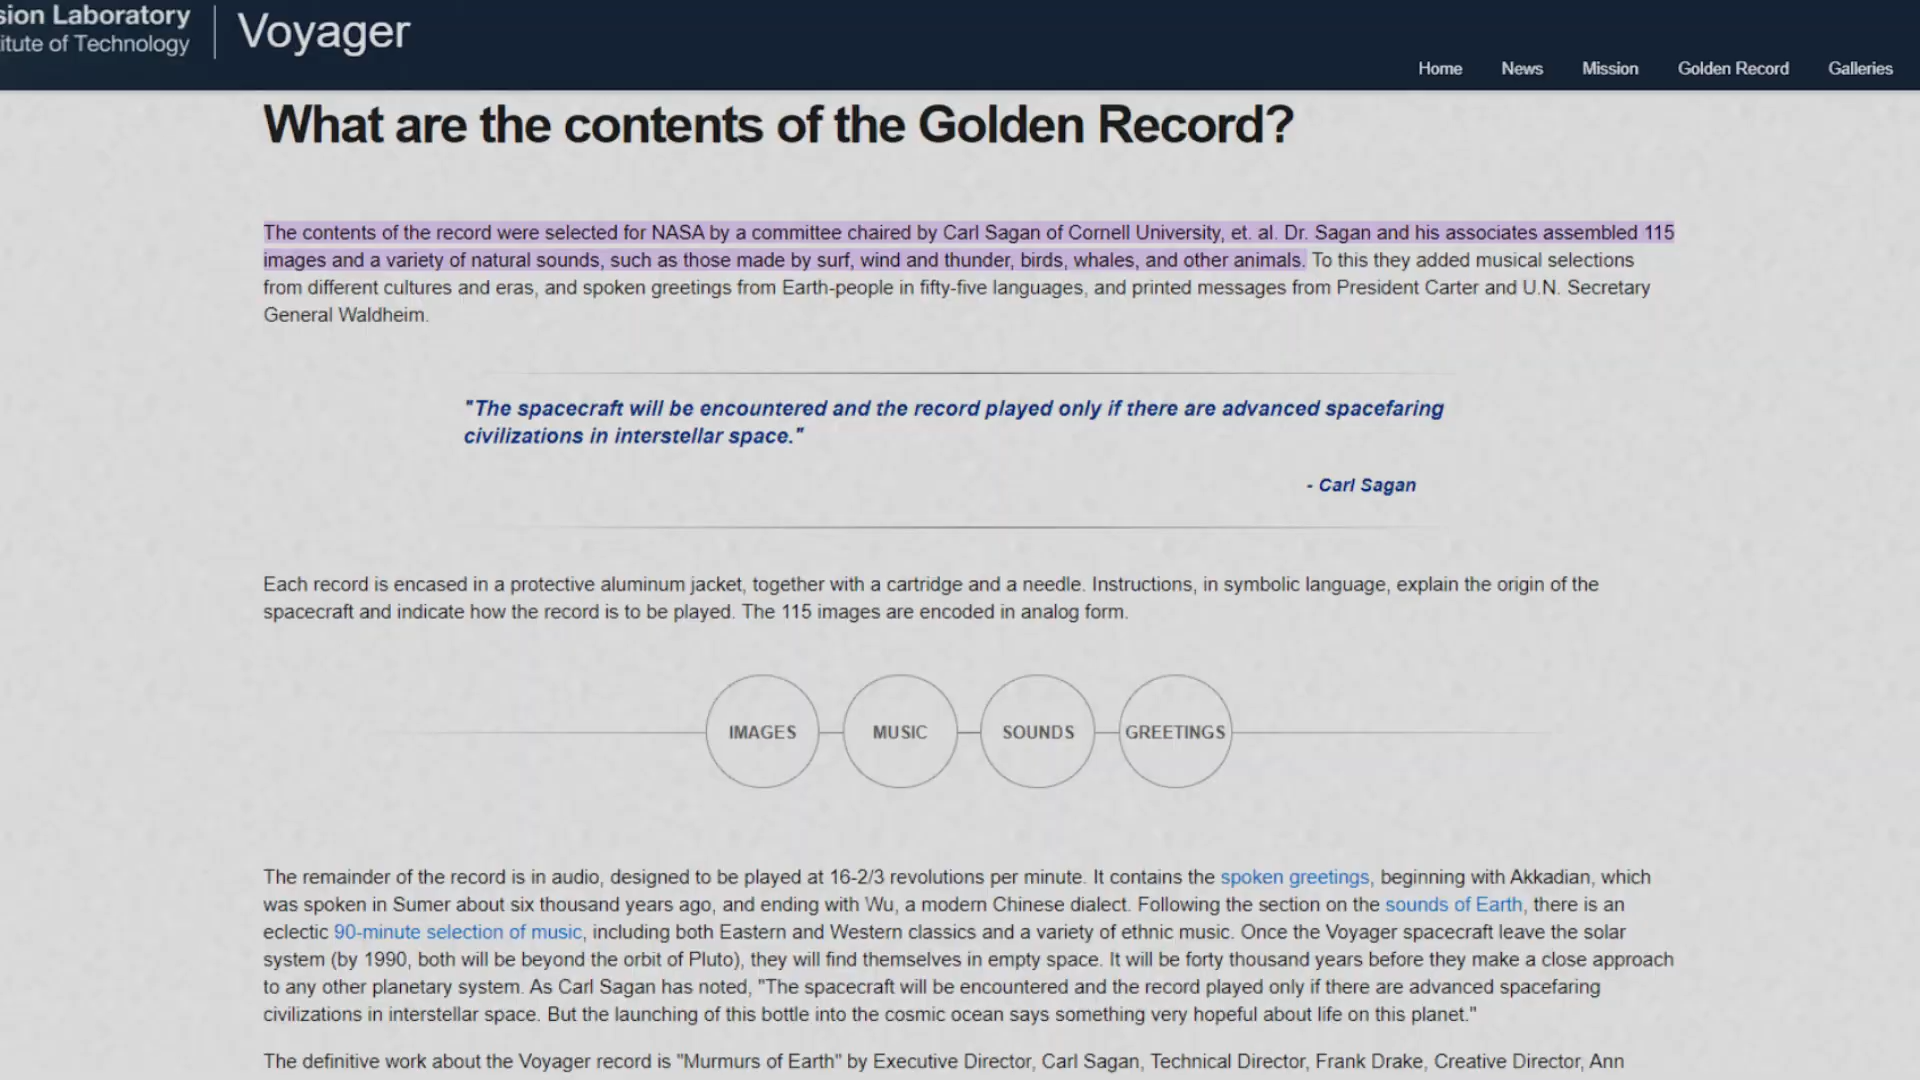 sion Laboratory
itute of Technology
Voyager
Home News Mission Golden Record Galleries
What are the contents of the Golden Record?
The contents of the record were selected for NASA by a committee chaired by Carl Sagan of Cornell University, et. al. Dr. Sagan and his associates assembled 115
images and a variety of natural sounds, such as those made by surf, wind and thunder, birds, whales, and other animals. To this they added musical selections
from different cultures and eras, and spoken greetings from Earth-people in fifty-five languages, and printed messages from President Carter and U.N. Secretary
General Waldheim.
"The spacecraft will be encountered and the record played only if there are advanced spacefaring
civilizations in interstellar space."
- Carl Sagan
Each record is encased in a protective aluminum jacket, together with a cartridge and a needle. Instructions, in symbolic language, explain the origin of the
spacecraft and indicate how the record is to be played. The 115 images are encoded in analog form.
IMAGES MUSIC SOUNDS GREETINGS
The remainder of the record is in audio, designed to be played at 16-2/3 revolutions per minute. It contains the spoken greetings, beginning with Akkadian, which
was spoken in Sumer about six thousand years ago, and ending with Wu, a modern Chinese dialect. Following the section on the sounds of Earth, there is an
eclectic 90-minute selection of music, including both Eastern and Western classics and a variety of ethnic music. Once the Voyager spacecraft leave the solar
system (by 1990, both will be beyond the orbit of Pluto), they will find themselves in empty space. It will be forty thousand years before they make a close approach
to any other planetary system. As Carl Sagan has noted, "The spacecraft will be encountered and the record played only if there are advanced spacefaring
civilizations in interstellar space. But the launching of this bottle into the cosmic ocean says something very hopeful about life on this planet."
The definitive work about the Voyager record is "Murmurs of Earth" by Executive Director, Carl Sagan, Technical Director, Frank Drake, Creative Director, Ann